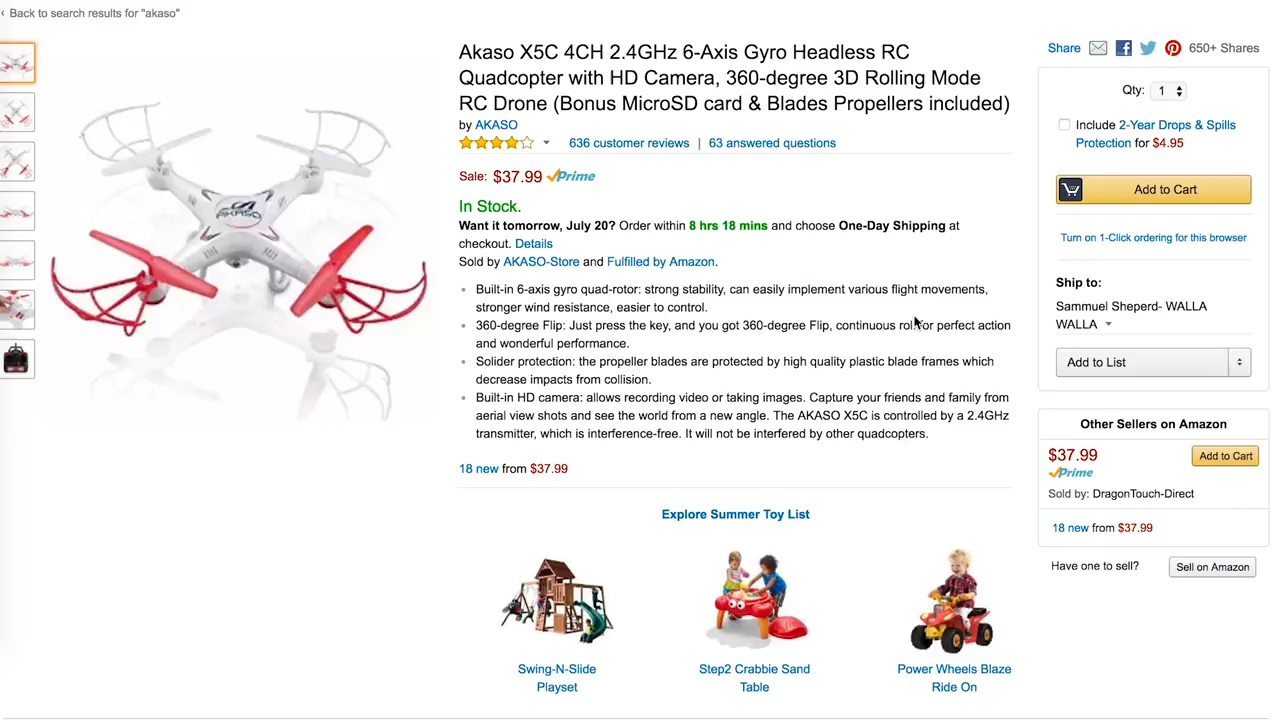 ‹ Back to search results for "akaso"
AKASO
Akaso X5C 4CH 2.4GHz 6-Axis Gyro Headless RC
Quadcopter with HD Camera, 360-degree 3D Rolling Mode
RC Drone (Bonus MicroSD card & Blades Propellers included)
by AKASO
636 customer reviews | 63 answered questions
Sale: $37.99 Prime
In Stock.
Want it tomorrow, July 20? Order within 8 hrs 18 mins and choose One-Day Shipping at
checkout. Details
Sold by AKASO-Store and Fulfilled by Amazon.
Built-in 6-axis gyro quad-rotor: strong stability, can easily implement various flight movements,
stronger wind resistance, easier to control.
360-degree Flip: Just press the key, and you got 360-degree Flip, continuous roll for perfect action
and wonderful performance.
Solider protection: the propeller blades are protected by high quality plastic blade frames which
decrease impacts from collision.
Built-in HD camera: allows recording video or taking images. Capture your friends and family from
aerial view shots and see the world from a new angle. The AKASO X5C is controlled by a 2.4GHz
transmitter, which is interference-free. It will not be interfered by other quadcopters.
18 new from $37.99
Explore Summer Toy List
Swing-N-Slide
Playset
Step2 Crabbie Sand
Table
Power Wheels Blaze
Ride On
Share 650+ Shares
Qty: 1
Include 2-Year Drops & Spills
Protection for $4.95
Add to Cart
Turn on 1-Click ordering for this browser
Ship to:
Sammuel Sheperd- WALLA
WALLA
Add to List
Other Sellers on Amazon
$37.99
Add to Cart
Prime
Sold by: DragonTouch-Direct
18 new from $37.99
Have one to sell?
Sell on Amazon